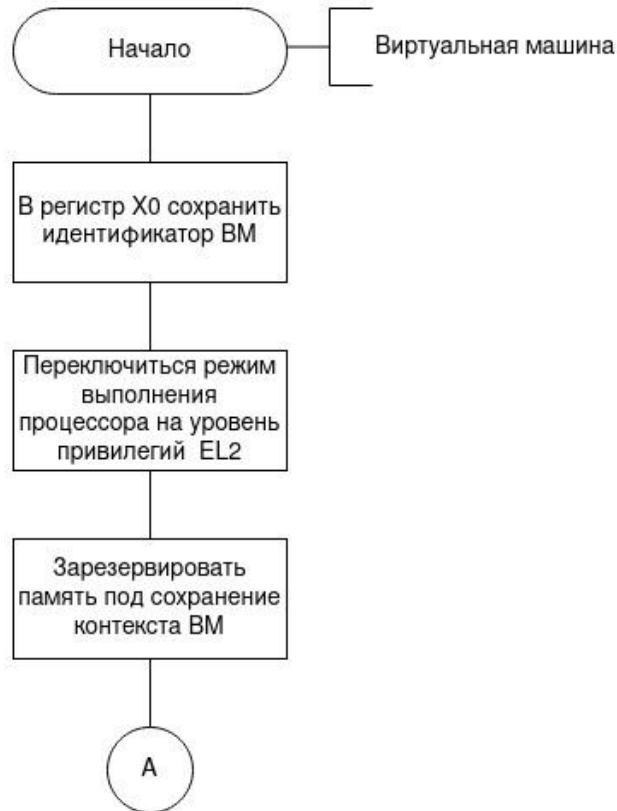 Начало
Виртуальная машина
В регистр X0 сохранить
идентификатор ВМ
Переключиться режим
выполнения
процессора на уровень
привилегий EL2
Зарезервировать
память под сохранение
контекста ВМ
А